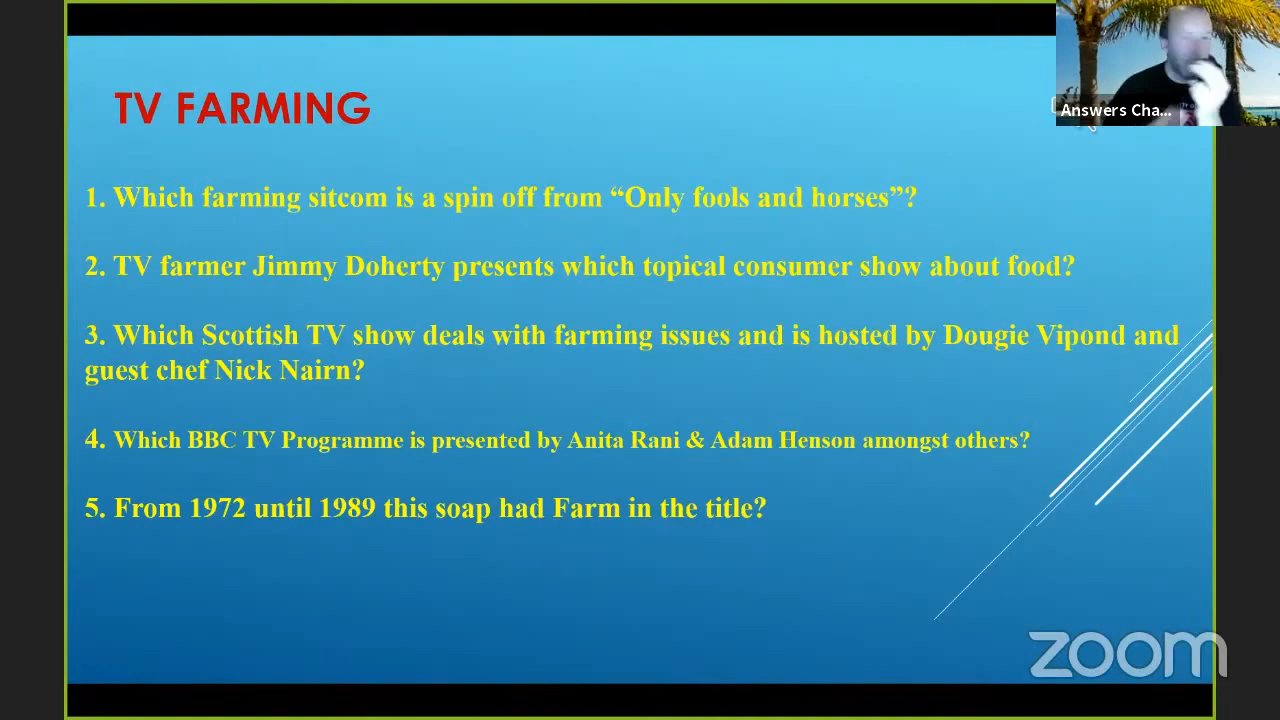 TV FARMING
Answers Cha...
1. Which farming sitcom is a spin off from “Only fools and horses”?
2. TV farmer Jimmy Doherty presents which topical consumer show about food?
3. Which Scottish TV show deals with farming issues and is hosted by Dougie Vipond and
guest chef Nick Nairn?
4. Which BBC TV Programme is presented by Anita Rani & Adam Henson amongst others?
5. From 1972 until 1989 this soap had Farm in the title?
zoom